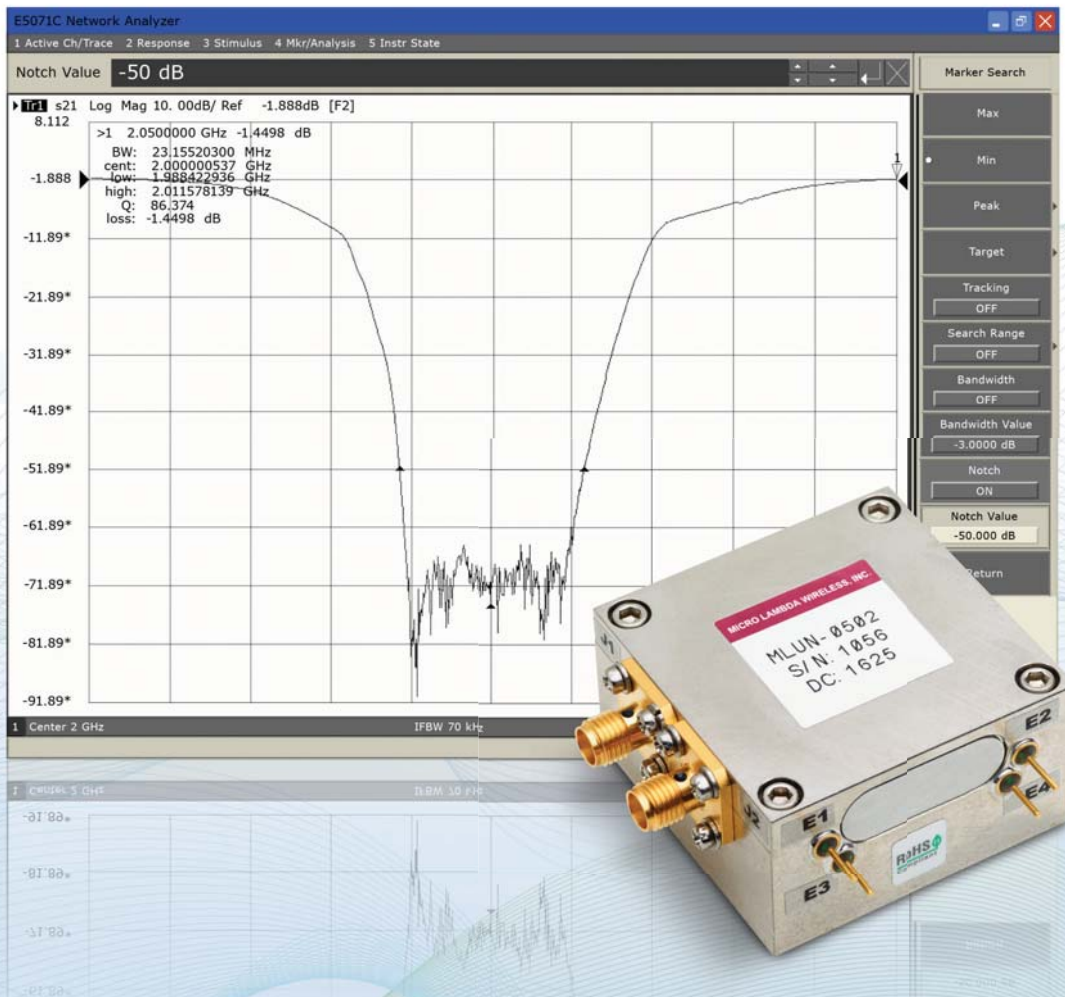 E5071C Network Analyzer
1 Active Ch/Trace 2 Response 3 Stimulus 4 Mkr/Analysis 5 Instr State
Notch Value -50 dB
Marker Search
Tr1 s21 Log Mag 10. 00dB/ Ref -1.888dB [F2]
8.112
>1 2.0500000 GHz -1.4498 dB
BW: 23.15520300 MHz
cent: 2.000000537 GHz
low: 1.988422936 GHz
high: 2.011578139 GHz
Q: 86.374
loss: -1.4498 dB
1
-1.888
-11.89*
-21.89*
-31.89*
-41.89*
-51.89*
-61.89*
-71.89*
-81.89*
-91.89*
Max
Min
Peak
Target
Tracking
OFF
Search Range
OFF
Bandwidth
OFF
Bandwidth Value
-3.0000 dB
Notch
ON
Notch Value
-50.000 dB
Return
1 Center 2 GHz IFBW 70 kHz
MICRO LAMBDA WIRELESS, INC.
MLUN-0502
S/N: 1056
DC: 1625
J1
J2
E1
E2
E3
E4
RoHS